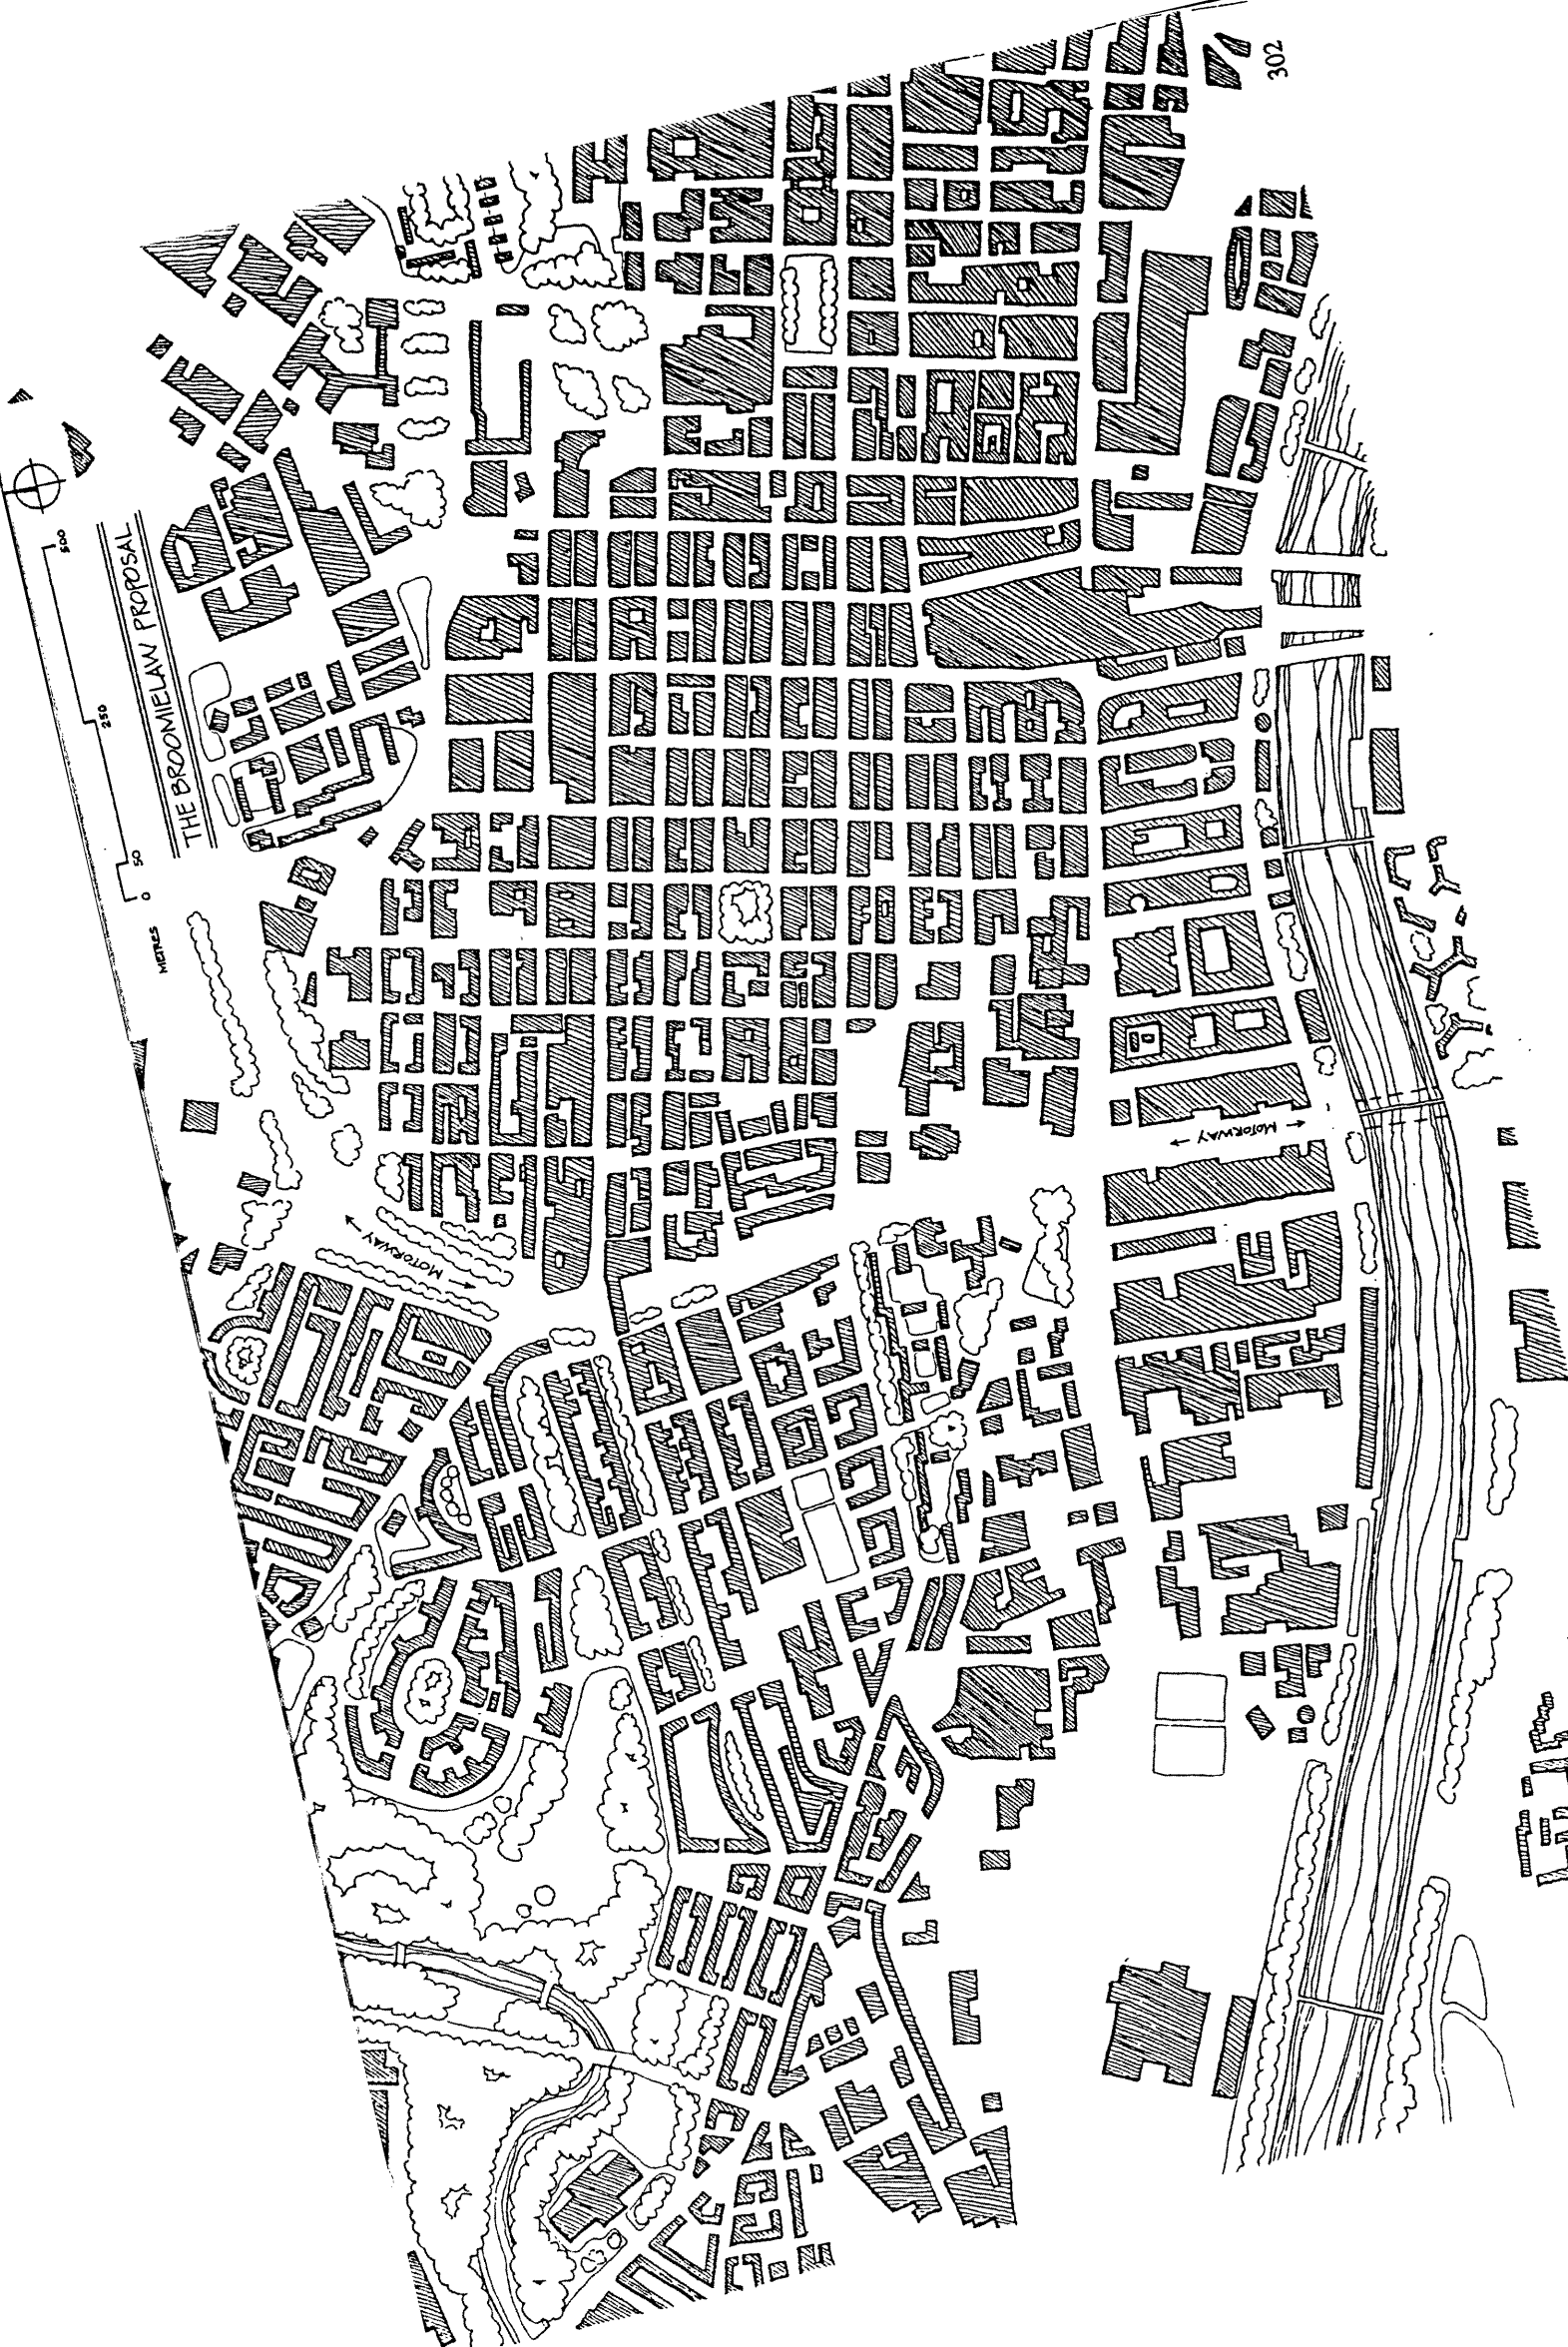 THE BROOMIELAW PROPOSAL
METRES
0 50 250 500
302
← MOTORWAY →
← MOTORWAY →